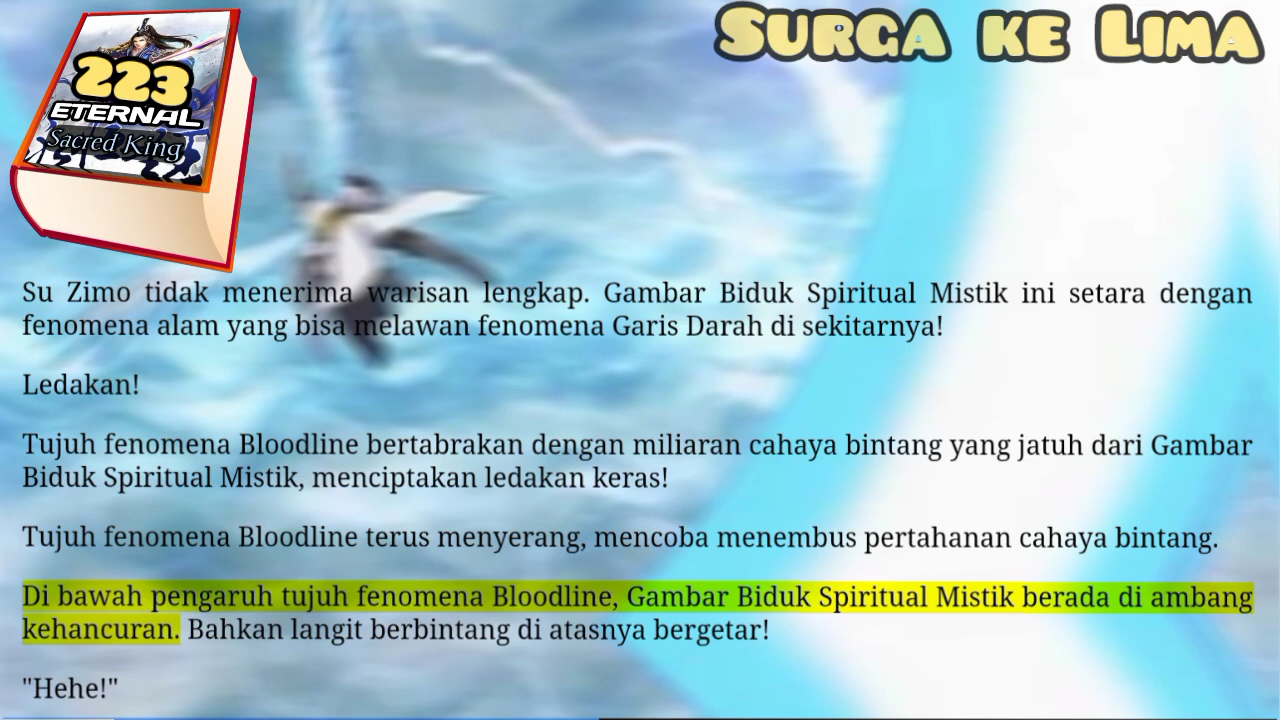 Surga ke Lima
223
ETERNAL
Sacred King
Su Zimo tidak menerima warisan lengkap. Gambar Biduk Spiritual Mistik ini setara dengan
fenomena alam yang bisa melawan fenomena Garis Darah di sekitarnya!
Ledakan!
Tujuh fenomena Bloodline bertabrakan dengan miliaran cahaya bintang yang jatuh dari Gambar
Biduk Spiritual Mistik, menciptakan ledakan keras!
Tujuh fenomena Bloodline terus menyerang, mencoba menembus pertahanan cahaya bintang.
Di bawah pengaruh tujuh fenomena Bloodline, Gambar Biduk Spiritual Mistik berada di ambang
kehancuran. Bahkan langit berbintang di atasnya bergetar!
"Hehe!"